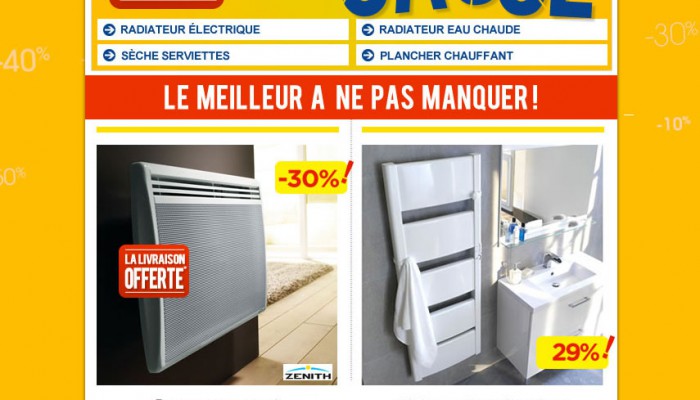 RADIATEUR ÉLECTRIQUE
RADIATEUR EAU CHAUDE
SÈCHE SERVIETTES
PLANCHER CHAUFFANT
-30%
-40%
-10%
LE MEILLEUR A NE PAS MANQUER !
-30%!
LA LIVRAISON
OFFERTE*
ZENITH
29%!